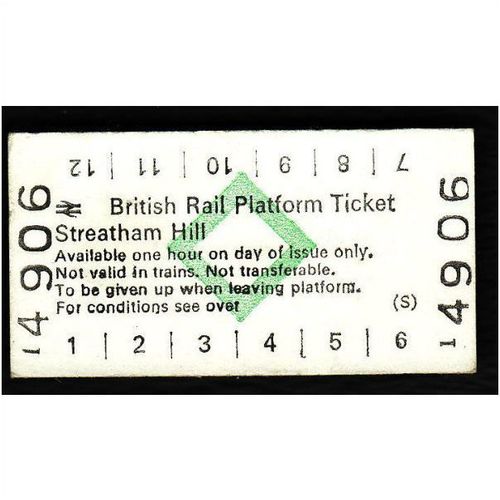 12 | 11 | 10 | 9 | 8 | 7
British Rail Platform Ticket
Streatham Hill
Available one hour on day of issue only.
Not valid in trains. Not transferable.
To be given up when leaving platform.
For conditions see over
(S)
1 | 2 | 3 | 4 | 5 | 6
14906
14906